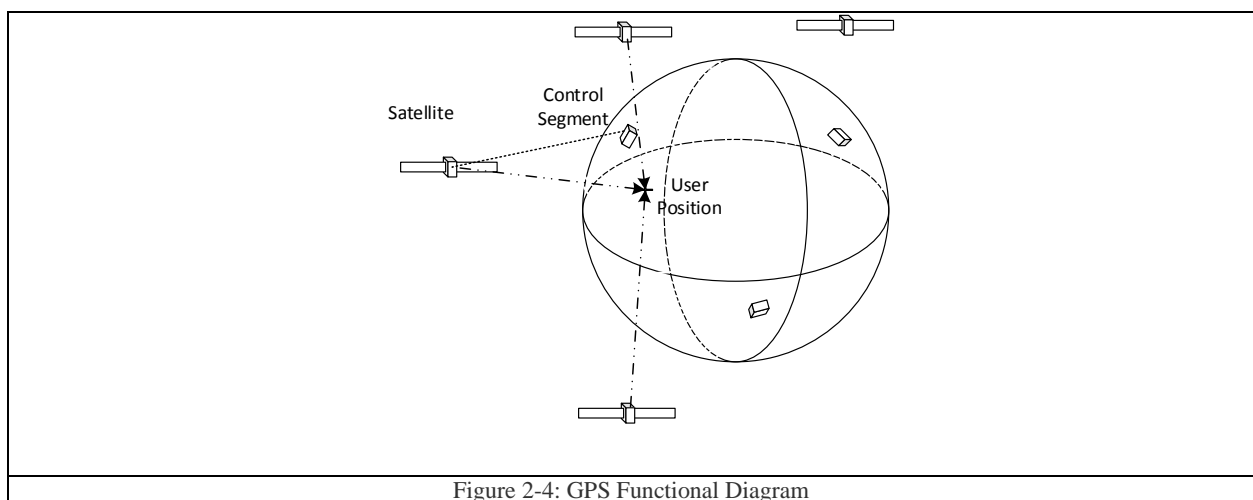 Satellite
Control
Segment
User
Position
Figure 2-4: GPS Functional Diagram